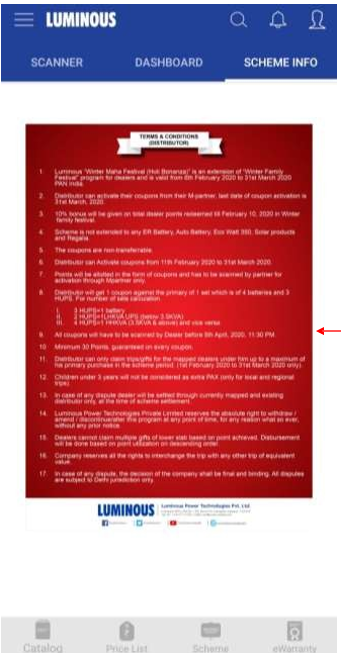 LUMINOUS
SCANNER DASHBOARD SCHEME INFO
TERMS & CONDITIONS
(DISTRIBUTOR)
1. Luminous "Winter Maha Festival (Holi Bonanza)" is an extension of "Winter Family
Festival" program for dealers and is valid from 6th February 2020 to 31st March 2020
PAN India.
2. Distributor can activate their coupons from their M-partner, last date of coupon activation is
31st March, 2020.
3. 10% bonus will be given on total dealer points redeemed till February 10, 2020 in Winter
family festival.
4. Scheme is not extended to any ER Battery, Auto Battery, Eco Watt 350, Solar products
and Regalia.
5. The coupons are non-transferrable.
6. Distributor can Activate coupons from 11th February 2020 to 31st March 2020.
7. Points will be allotted in the form of coupons and has to be scanned by partner for
activation through Mpartner only.
8. Distributor will get 1 coupon against the primary of 1 set which is of 4 batteries and 3
HUPS. For number of sets calculation.
i. 3 HUPS=1 battery
ii. 2 HUPS=1 HKVA UPS (below 3.5KVA)
iii. 4 HUPS=1 HHKVA (3.5KVA & above) and vice versa
9. All coupons will have to be scanned by Dealer before 5th April, 2020, 11:30 PM.
10. Minimum 30 Points, guaranteed on every coupon.
11. Distributor can only claim trips/gifts for the mapped dealers under him up to a maximum of
his primary purchase in the scheme period. (1st February 2020 to 31st March 2020 only)
12. Children under 3 years will not be considered as extra PAX (only for local and regional
trips).
13. In case of any dispute dealer will be settled through currently mapped and existing
distributor only, at the time of scheme settlement.
14. Luminous Power Technologies Private Limited reserves the absolute right to withdraw /
amend / discontinue/alter this program at any point of time, for any reason what so ever,
without any prior notice.
15. Dealers cannot claim multiple gifts of lower slab based on point achieved. Disbursement
will be done based on point utilization on descending order.
16. Company reserves all the rights to interchange the trip with any other trip of equivalent
value.
17. In case of any dispute, the decision of the company shall be final and binding. All disputes
are subject to Delhi jurisdiction only.
LUMINOUS Luminous Power Technologies Pvt. Ltd.
Catalog Price List Scheme eWarranty